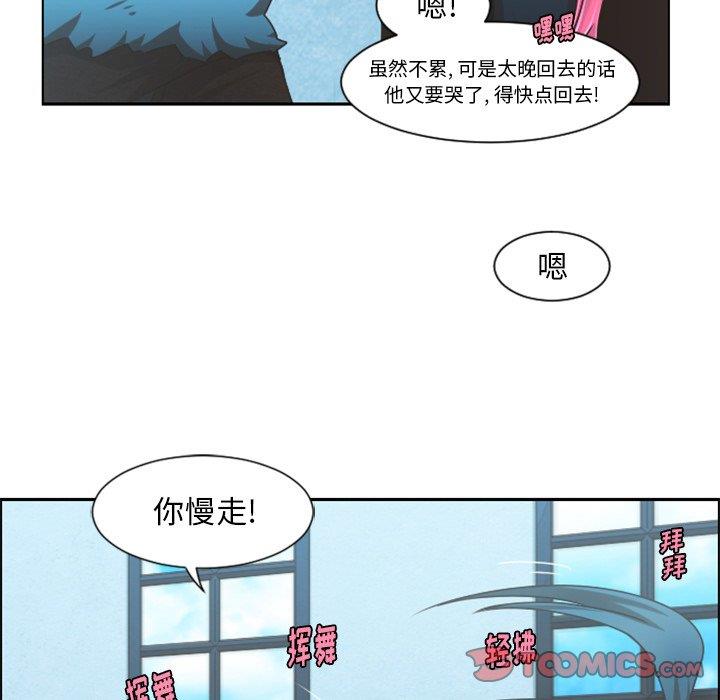 嗯!
嘿嘿
虽然不累, 可是太晚回去的话
他又要哭了, 得快点回去!
嗯
你慢走!
拜拜
挥舞
轻拂
挥舞
TOOMICS.COM